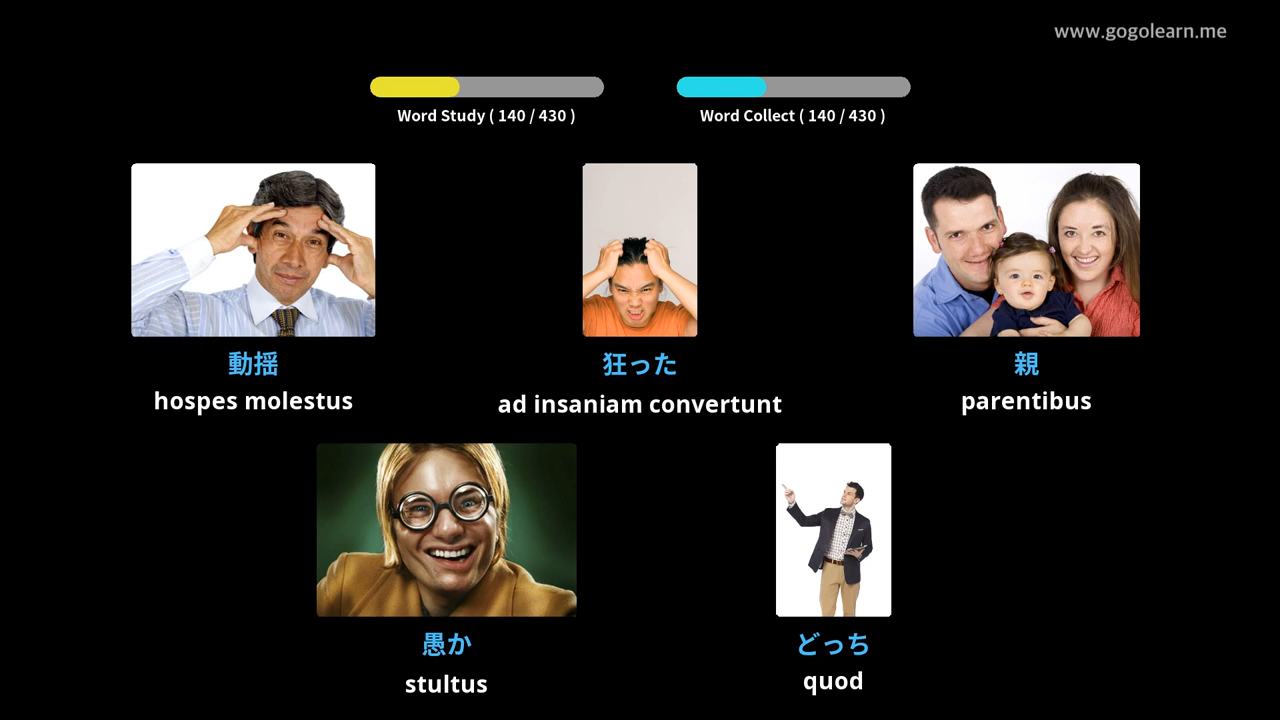 www.gogolearn.me
Word Study ( 140 / 430 )
Word Collect ( 140 / 430 )
動揺
hospes molestus
狂った
ad insaniam convertunt
親
parentibus
愚か
stultus
どっち
quod